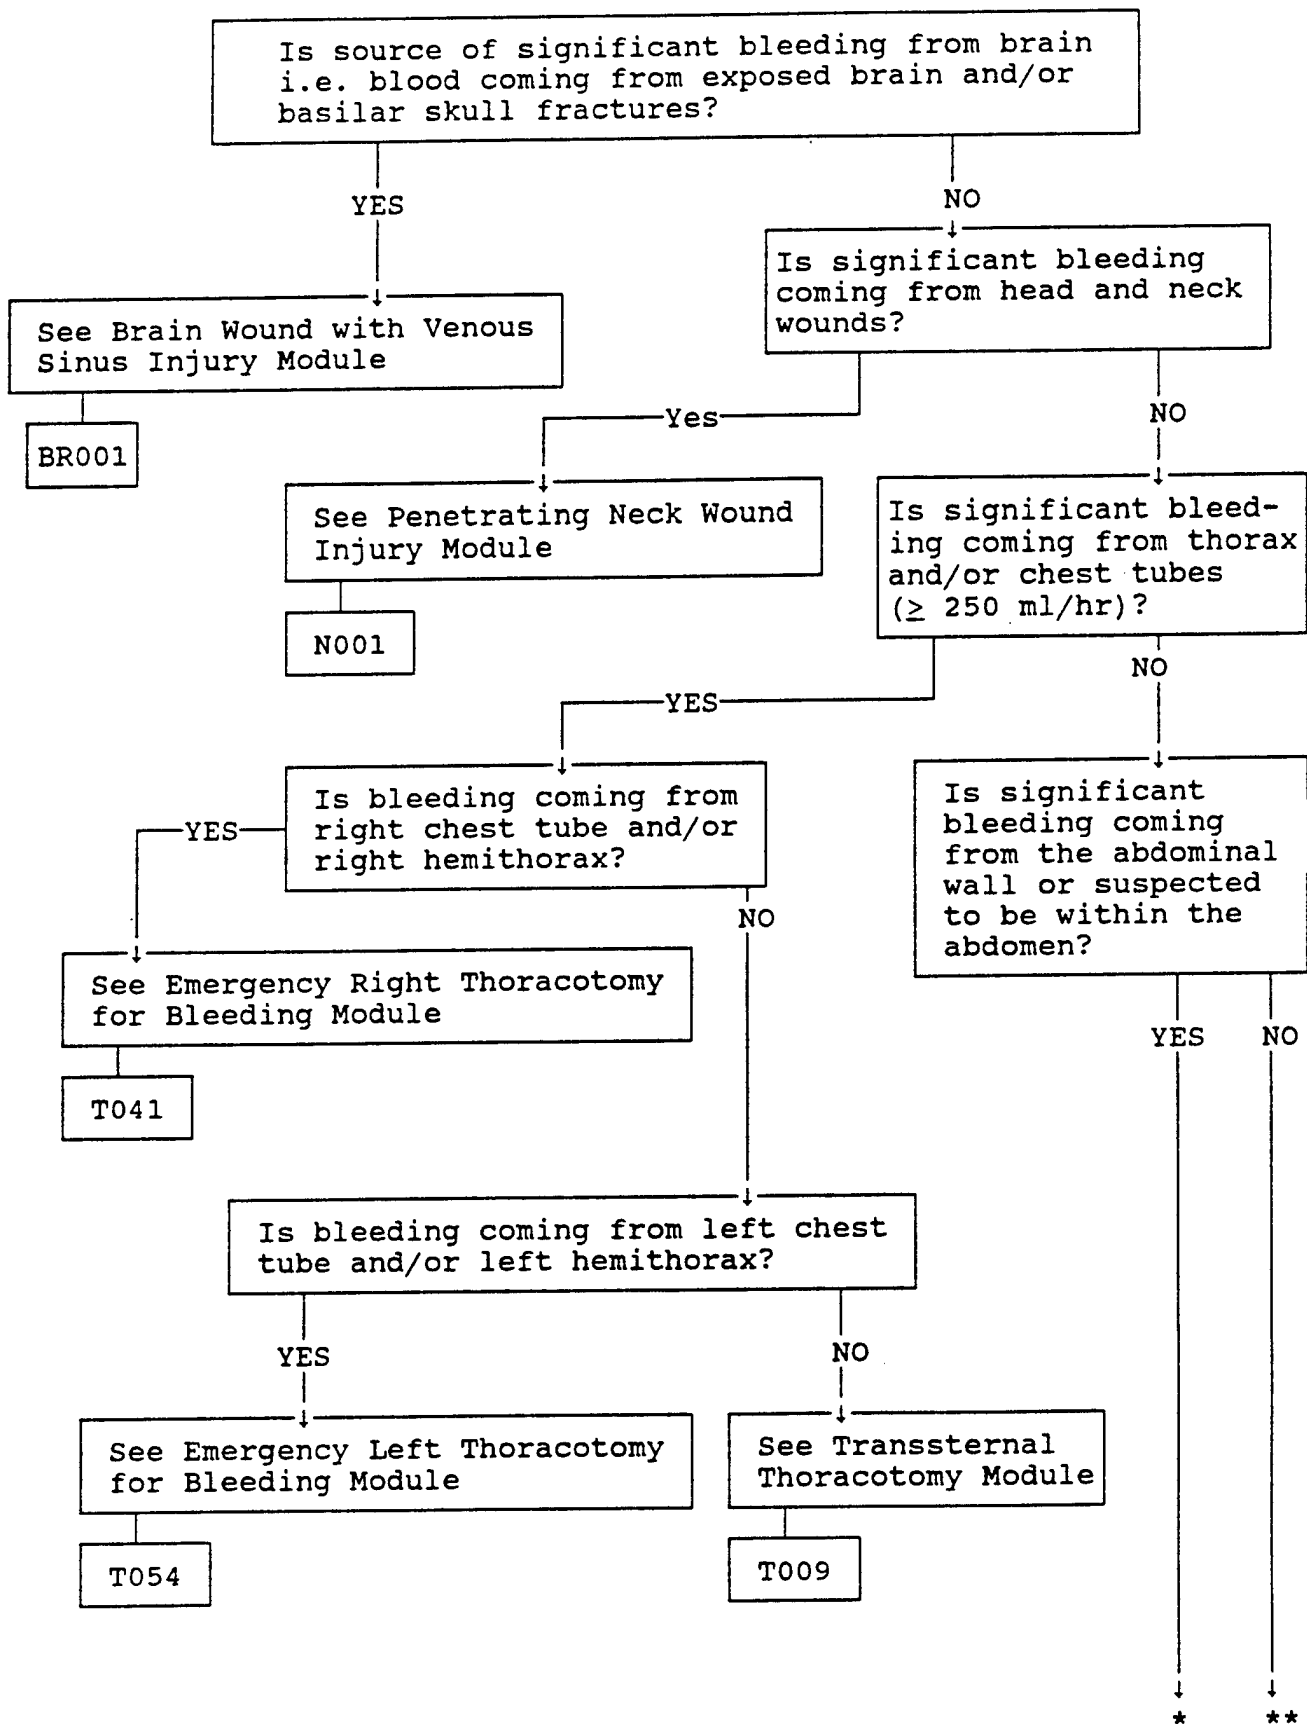 Is source of significant bleeding from brain
i.e. blood coming from exposed brain and/or
basilar skull fractures?
YES
NO
Is significant bleeding
coming from head and neck
wounds?
See Brain Wound with Venous
Sinus Injury Module
BR001
Yes
NO
See Penetrating Neck Wound
Injury Module
N001
Is significant bleed-
ing coming from thorax
and/or chest tubes
(≥ 250 ml/hr)?
YES
NO
Is bleeding coming from
right chest tube and/or
right hemithorax?
YES
NO
Is significant
bleeding coming
from the abdominal
wall or suspected
to be within the
abdomen?
See Emergency Right Thoracotomy
for Bleeding Module
T041
YES
NO
Is bleeding coming from left chest
tube and/or left hemithorax?
YES
NO
See Emergency Left Thoracotomy
for Bleeding Module
T054
See Transsternal
Thoracotomy Module
T009
*
**